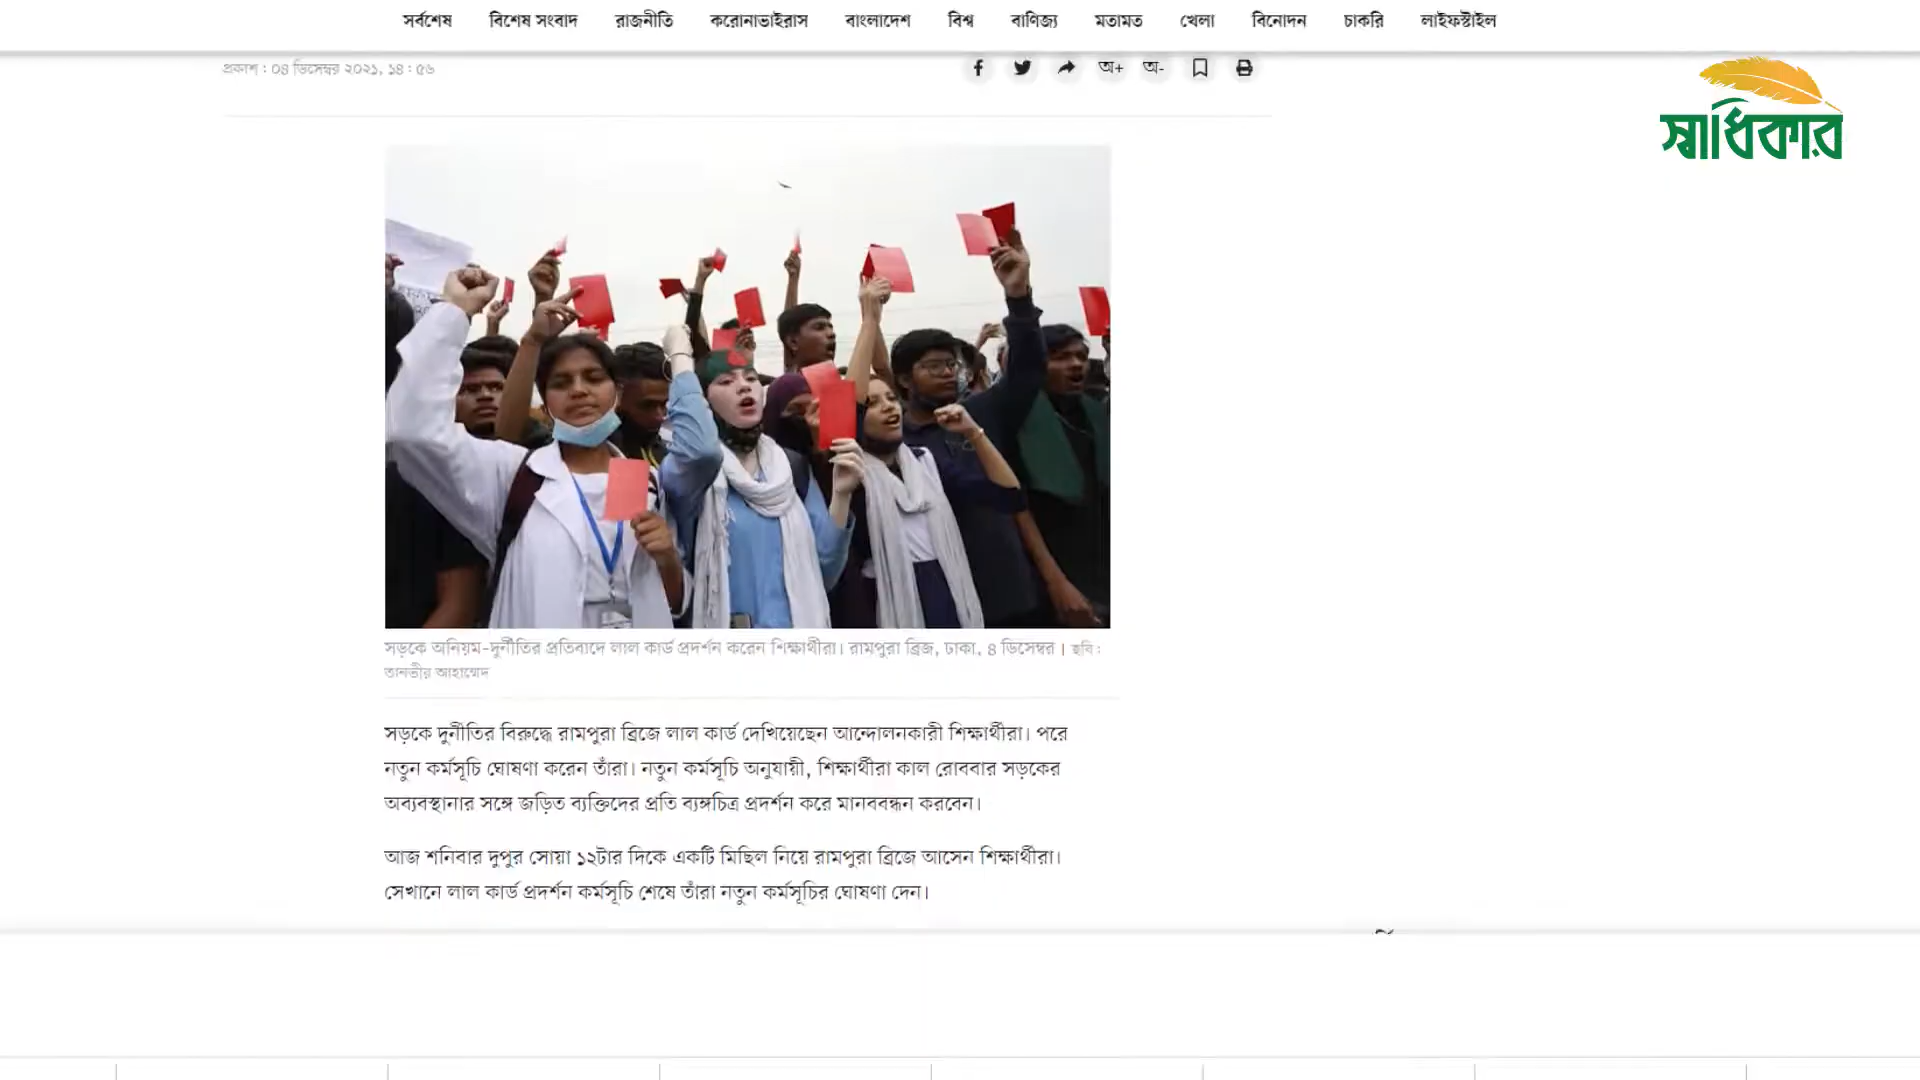 সর্বশেষ বিশেষ সংবাদ রাজনীতি করোনাভাইরাস বাংলাদেশ বিশ্ব বাণিজ্য মতামত খেলা বিনোদন চাকরি লাইফস্টাইল
প্রকাশ : ০৪ ডিসেম্বর ২০২১, ১৪ : ৫৬
অ+ অ-
স্বাধিকার
সড়কে অনিয়ম-দুর্নীতির প্রতিবাদে লাল কার্ড প্রদর্শন করেন শিক্ষার্থীরা। রামপুরা ব্রিজ, ঢাকা, ৪ ডিসেম্বর | ছবি :
তানভীর আহাম্মেদ
সড়কে দুর্নীতির বিরুদ্ধে রামপুরা ব্রিজে লাল কার্ড দেখিয়েছেন আন্দোলনকারী শিক্ষার্থীরা। পরে
নতুন কর্মসূচি ঘোষণা করেন তাঁরা। নতুন কর্মসূচি অনুযায়ী, শিক্ষার্থীরা কাল রোববার সড়কের
অব্যবস্থানার সঙ্গে জড়িত ব্যক্তিদের প্রতি ব্যঙ্গচিত্র প্রদর্শন করে মানববন্ধন করবেন।
আজ শনিবার দুপুর সোয়া ১২টার দিকে একটি মিছিল নিয়ে রামপুরা ব্রিজে আসেন শিক্ষার্থীরা।
সেখানে লাল কার্ড প্রদর্শন কর্মসূচি শেষে তাঁরা নতুন কর্মসূচির ঘোষণা দেন।